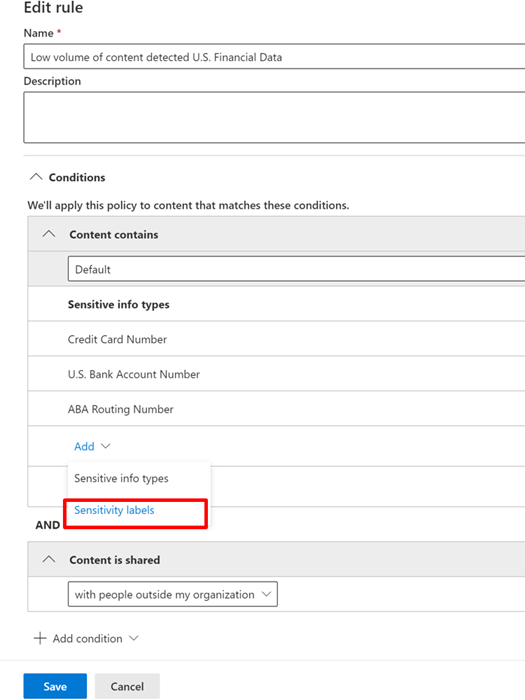 Edit rule
Name *
Low volume of content detected U.S. Financial Data
Description
Conditions
We'll apply this policy to content that matches these conditions.
Content contains
Default
Sensitive info types
Credit Card Number
U.S. Bank Account Number
ABA Routing Number
Add
Sensitive info types
Sensitivity labels
AND
Content is shared
with people outside my organization
Add condition
Save Cancel